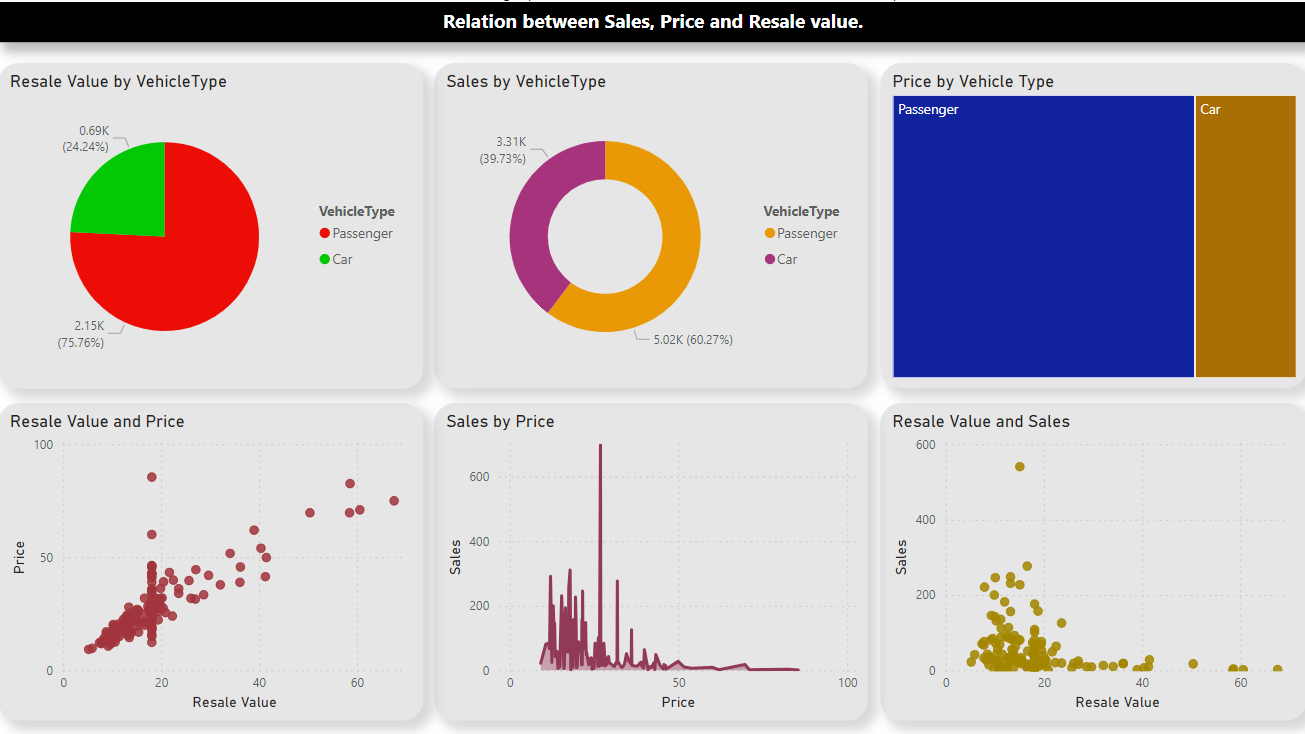 Relation between Sales, Price and Resale value.
Resale Value by VehicleType
0.69K
(24.24%)
2.15K
(75.76%)
VehicleType
Passenger
Car
Sales by VehicleType
3.31K
(39.73%)
5.02K (60.27%)
VehicleType
Passenger
Car
Price by Vehicle Type
Passenger
Car
Resale Value and Price
100
50
0
Price
0
20
40
60
Resale Value
Sales by Price
600
400
200
0
Sales
0
50
100
Price
Resale Value and Sales
600
400
200
0
Sales
0
20
40
60
Resale Value